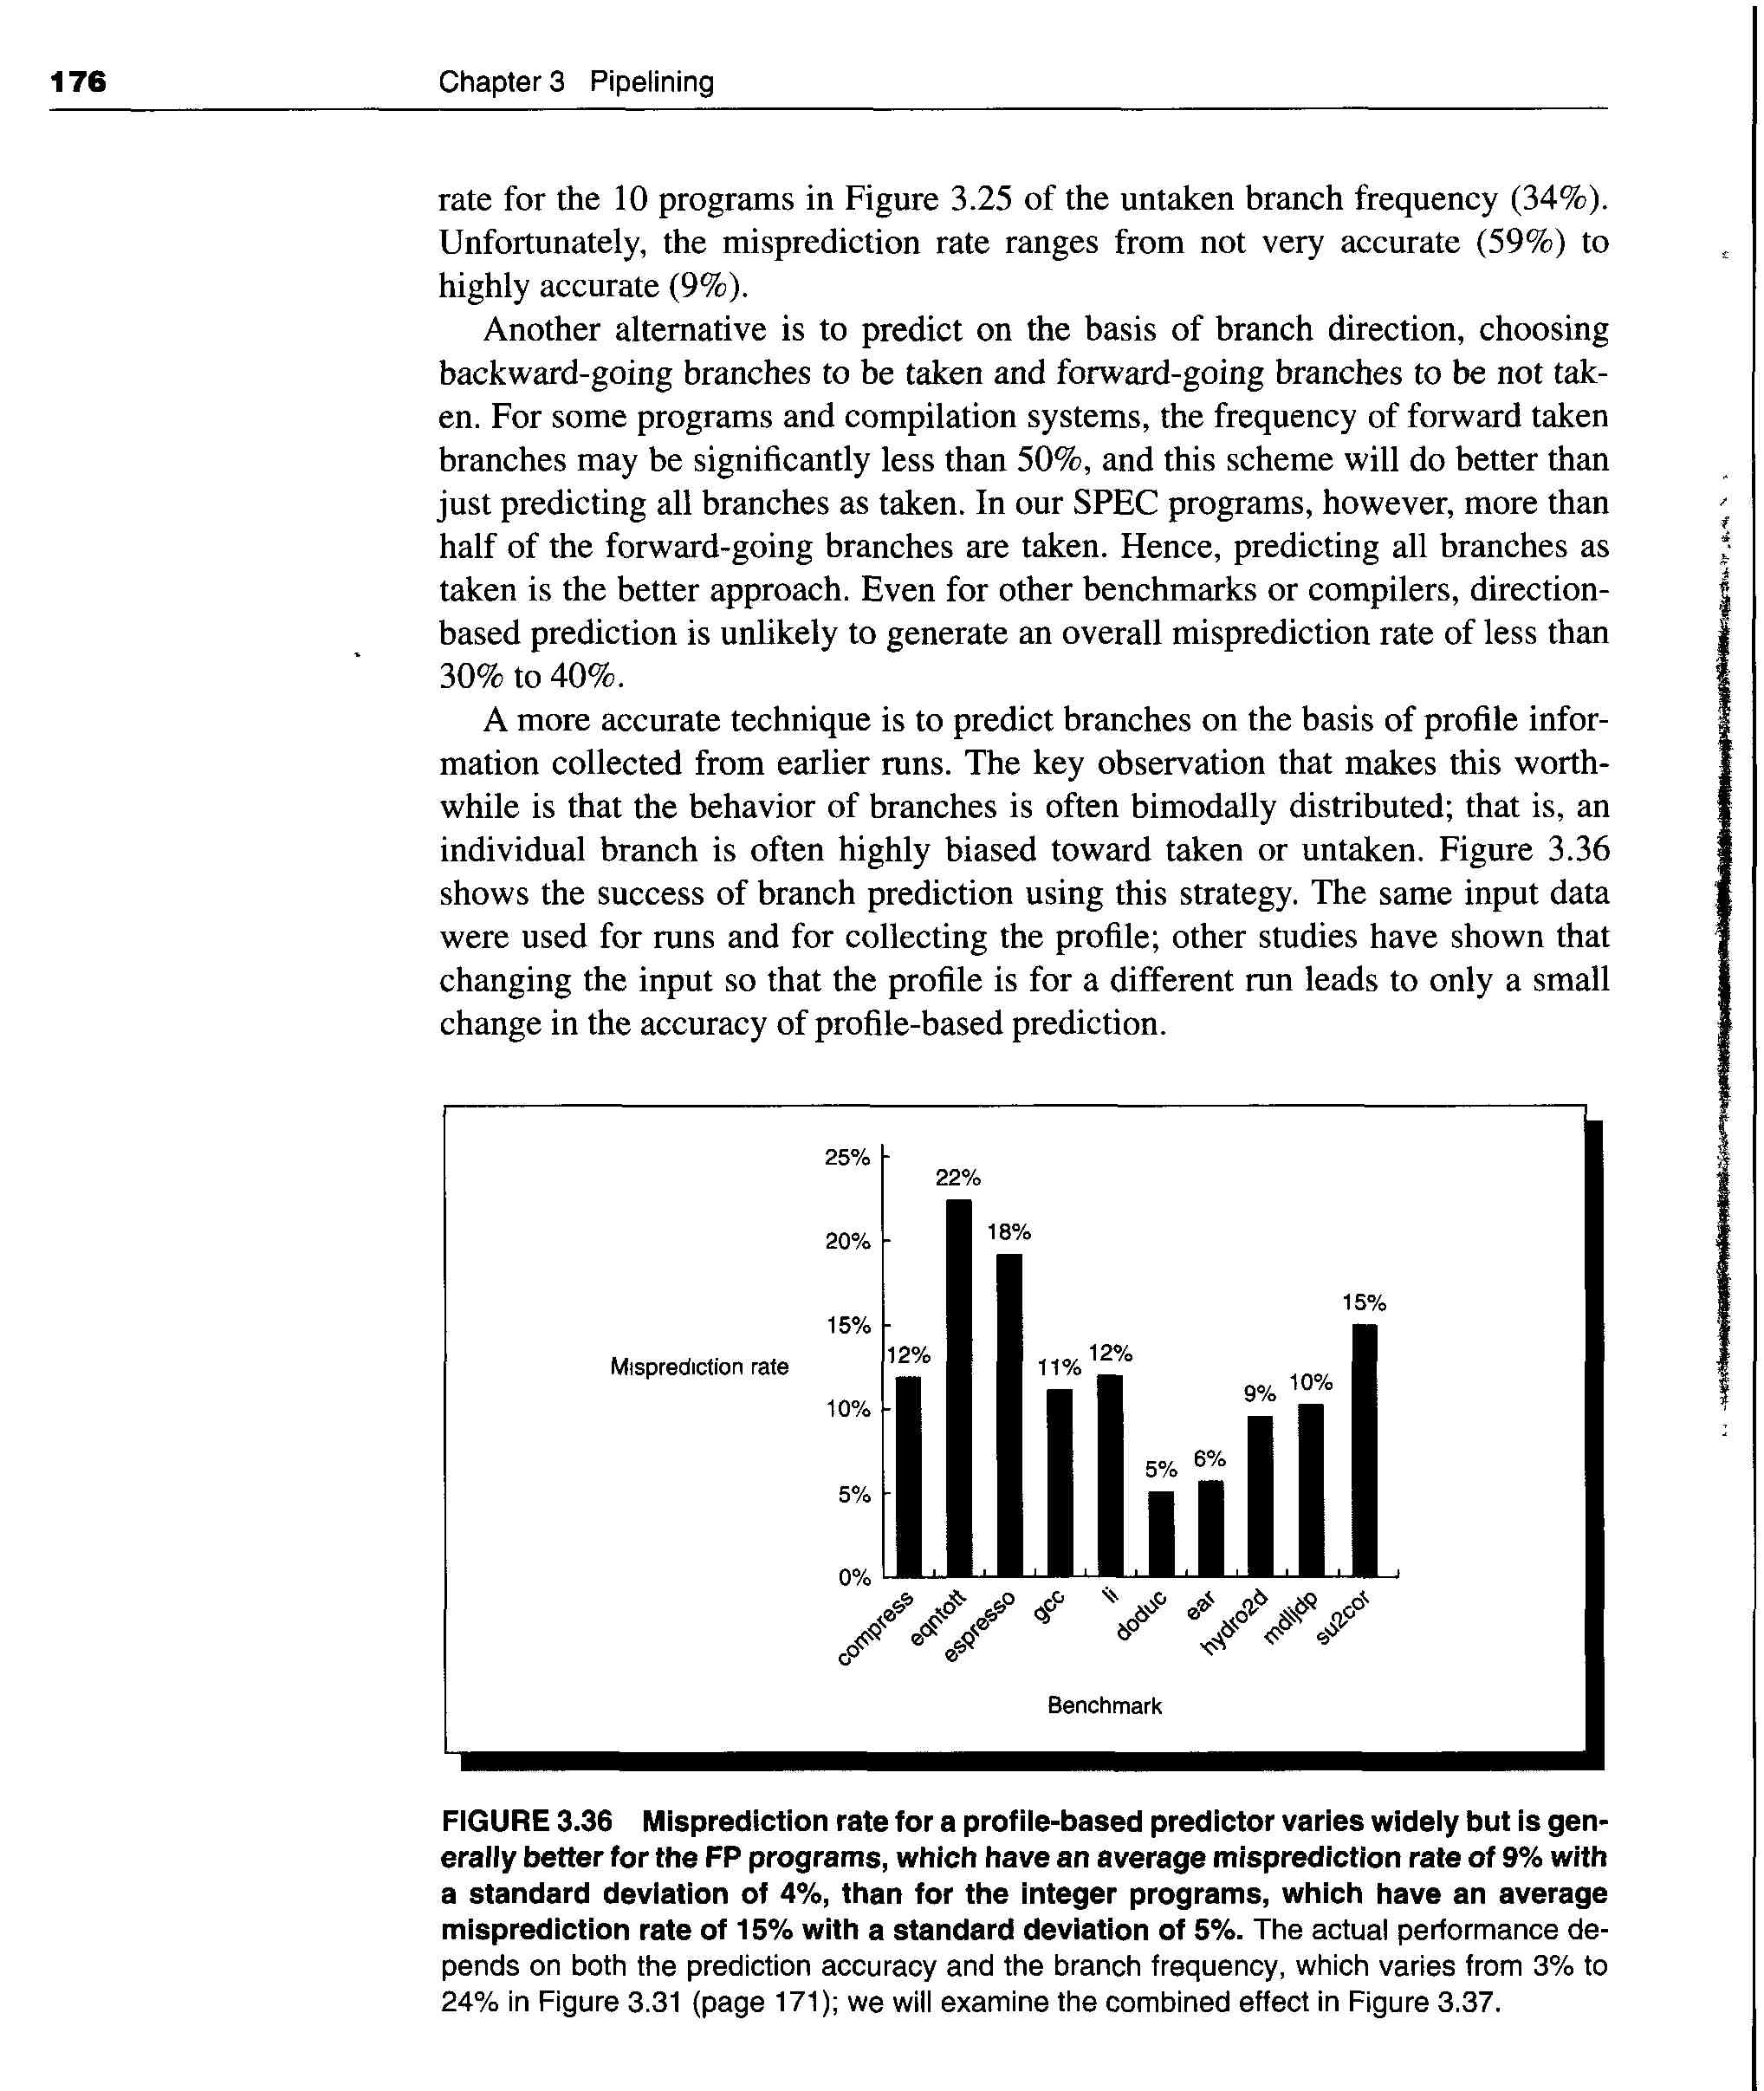 176 Chapter 3 Pipelining
rate for the 10 programs in Figure 3.25 of the untaken branch frequency (34%).
Unfortunately, the misprediction rate ranges from not very accurate (59%) to
highly accurate (9%).
Another alternative is to predict on the basis of branch direction, choosing
backward-going branches to be taken and forward-going branches to be not tak-
en. For some programs and compilation systems, the frequency of forward taken
branches may be significantly less than 50%, and this scheme will do better than
just predicting all branches as taken. In our SPEC programs, however, more than
half of the forward-going branches are taken. Hence, predicting all branches as
taken is the better approach. Even for other benchmarks or compilers, direction-
based prediction is unlikely to generate an overall misprediction rate of less than
30% to 40%.
A more accurate technique is to predict branches on the basis of profile infor-
mation collected from earlier runs. The key observation that makes this worth-
while is that the behavior of branches is often bimodally distributed; that is, an
individual branch is often highly biased toward taken or untaken. Figure 3.36
shows the success of branch prediction using this strategy. The same input data
were used for runs and for collecting the profile; other studies have shown that
changing the input so that the profile is for a different run leads to only a small
change in the accuracy of profile-based prediction.
25%
22%
18%
20%
15%
15%
12%
11%
12%
Misprediction rate
9%
10%
10%
5%
6%
5%
0%
compress
eqntott
espresso
gcc
li
doduc
ear
hydro2d
mdljdp
su2cor
Benchmark
FIGURE 3.36 Misprediction rate for a profile-based predictor varies widely but is gen-
erally better for the FP programs, which have an average misprediction rate of 9% with
a standard deviation of 4%, than for the integer programs, which have an average
misprediction rate of 15% with a standard deviation of 5%. The actual performance de-
pends on both the prediction accuracy and the branch frequency, which varies from 3% to
24% in Figure 3.31 (page 171); we will examine the combined effect in Figure 3.37.